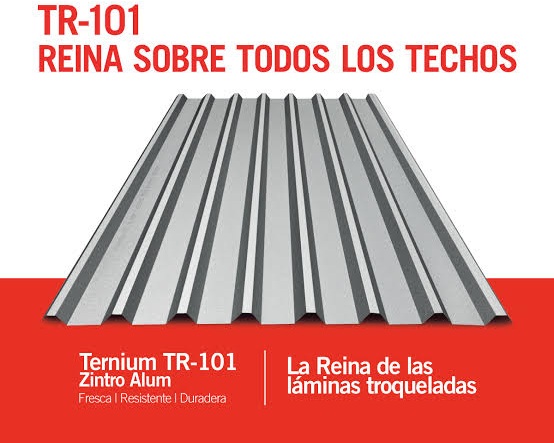 TR-101
REINA SOBRE TODOS LOS TECHOS
Ternium TR-101
Zintro Alum
Fresca | Resistente | Duradera
La Reina de las
láminas troqueladas